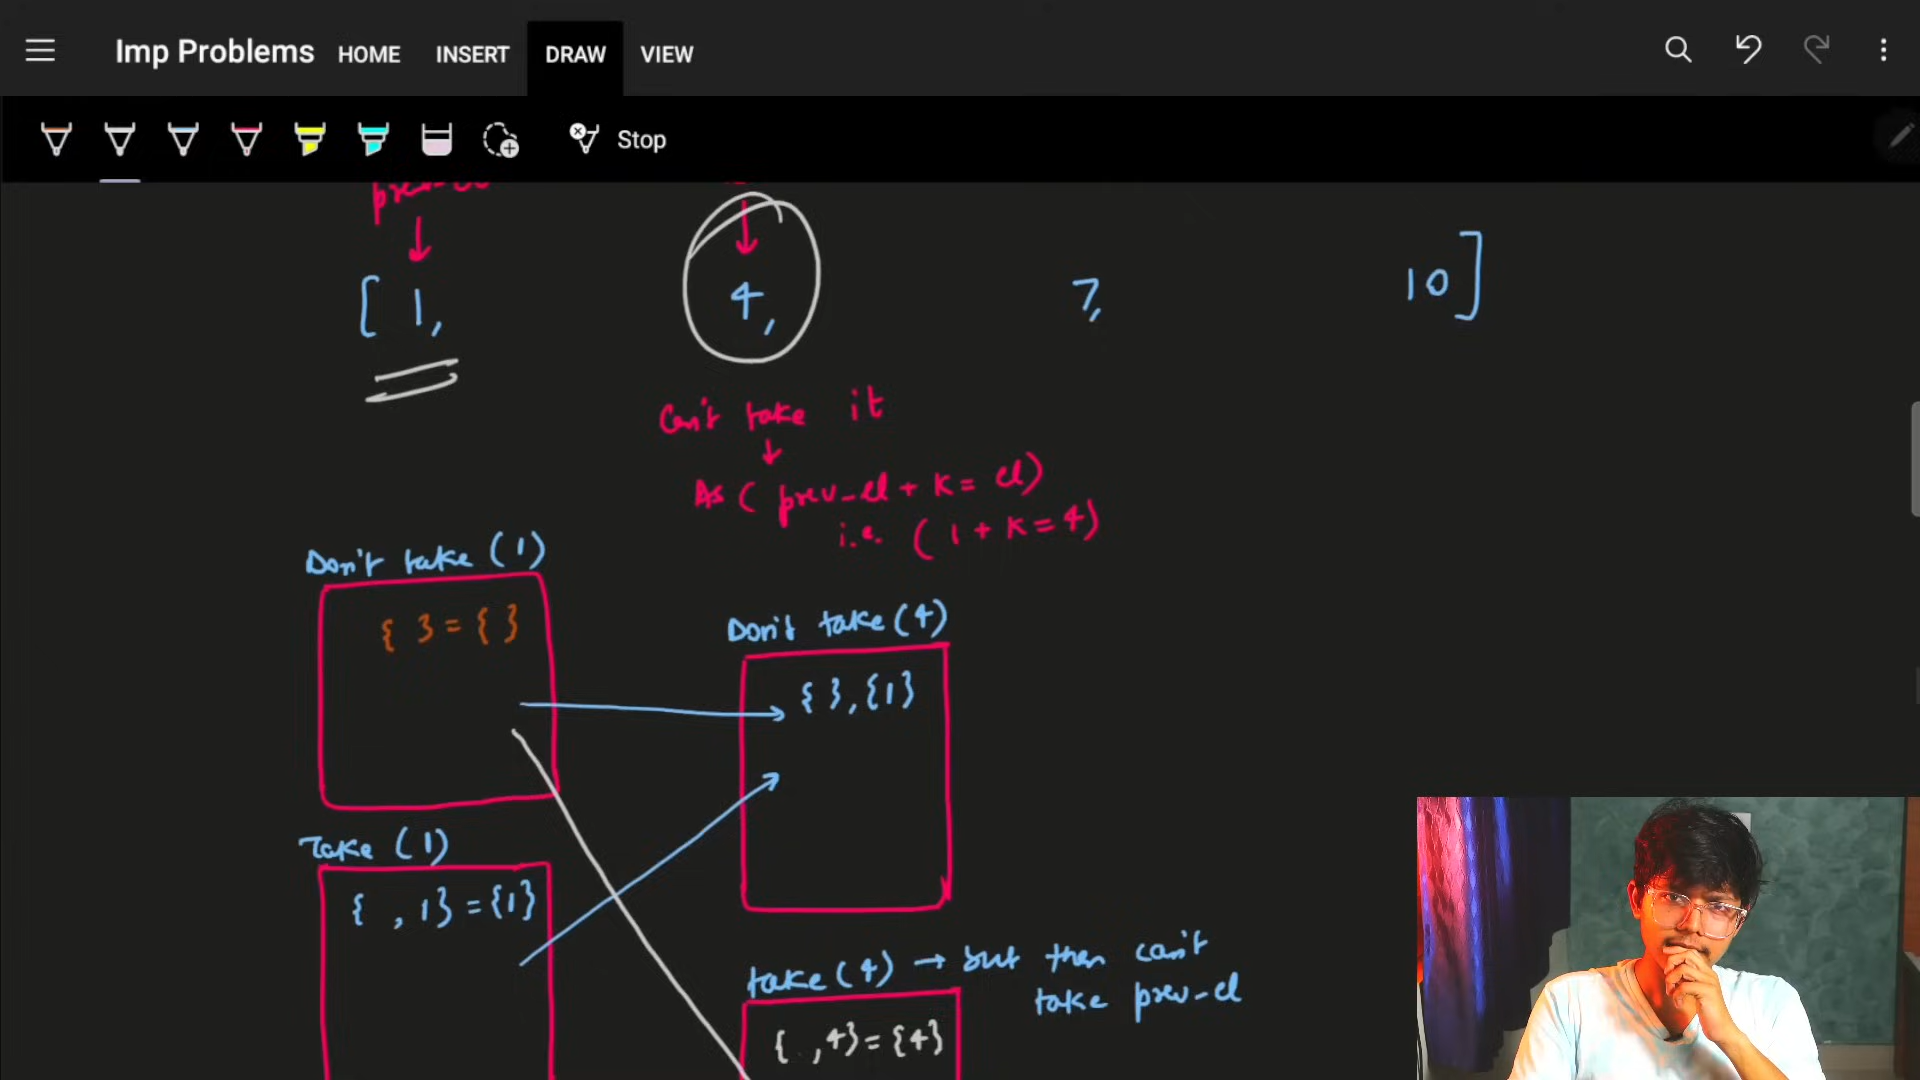 Imp Problems HOME INSERT DRAW VIEW
Stop
[ 1, 4, 7, 10]
Can't take it
As ( prev_el + K = el)
i.e. ( 1 + K = 4)
Don't take (1)
{ } = { }
Don't take (4)
{ }, {1}
Take (1)
{ , 1} = {1}
take (4) → but then can't
take prev_el
{ , 4} = {4}